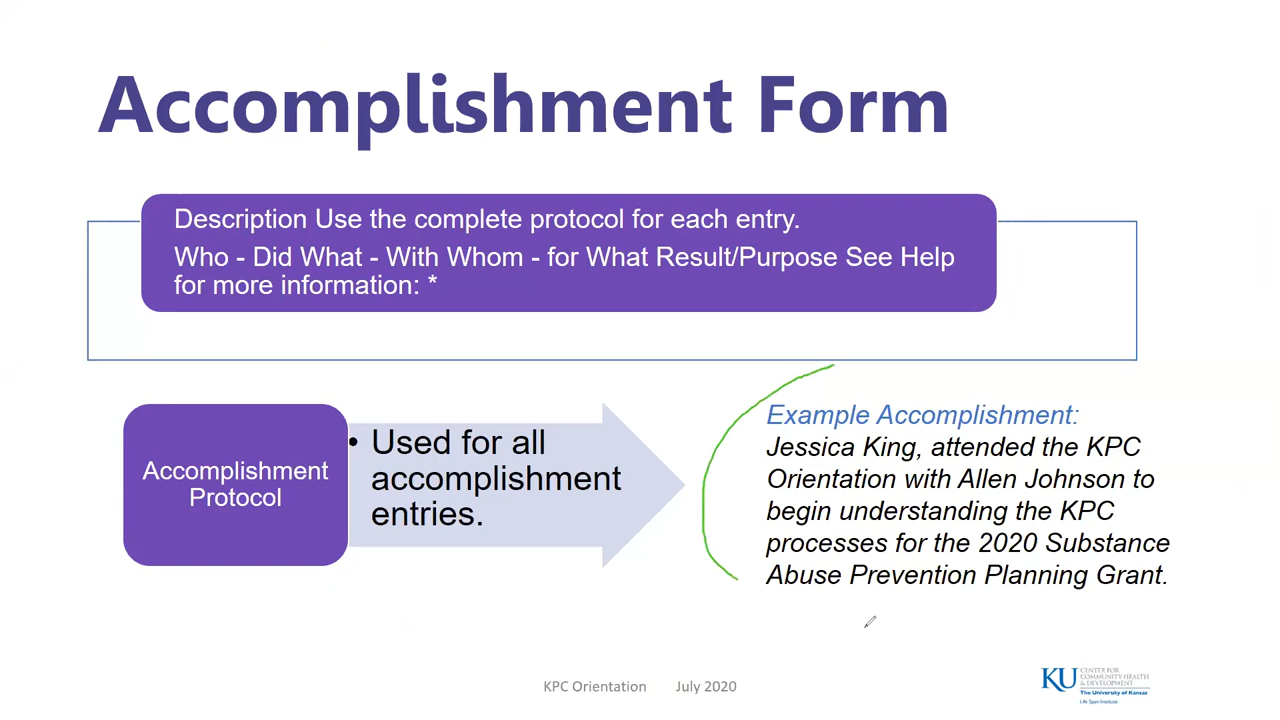 Accomplishment Form
Description Use the complete protocol for each entry.
Who - Did What - With Whom - for What Result/Purpose See Help
for more information: *
Accomplishment
Protocol
• Used for all
accomplishment
entries.
Example Accomplishment:
Jessica King, attended the KPC
Orientation with Allen Johnson to
begin understanding the KPC
processes for the 2020 Substance
Abuse Prevention Planning Grant.
KPC Orientation July 2020
KU
CENTER FOR
COMMUNITY HEALTH
& DEVELOPMENT
The University of Kansas
Life Span Institute